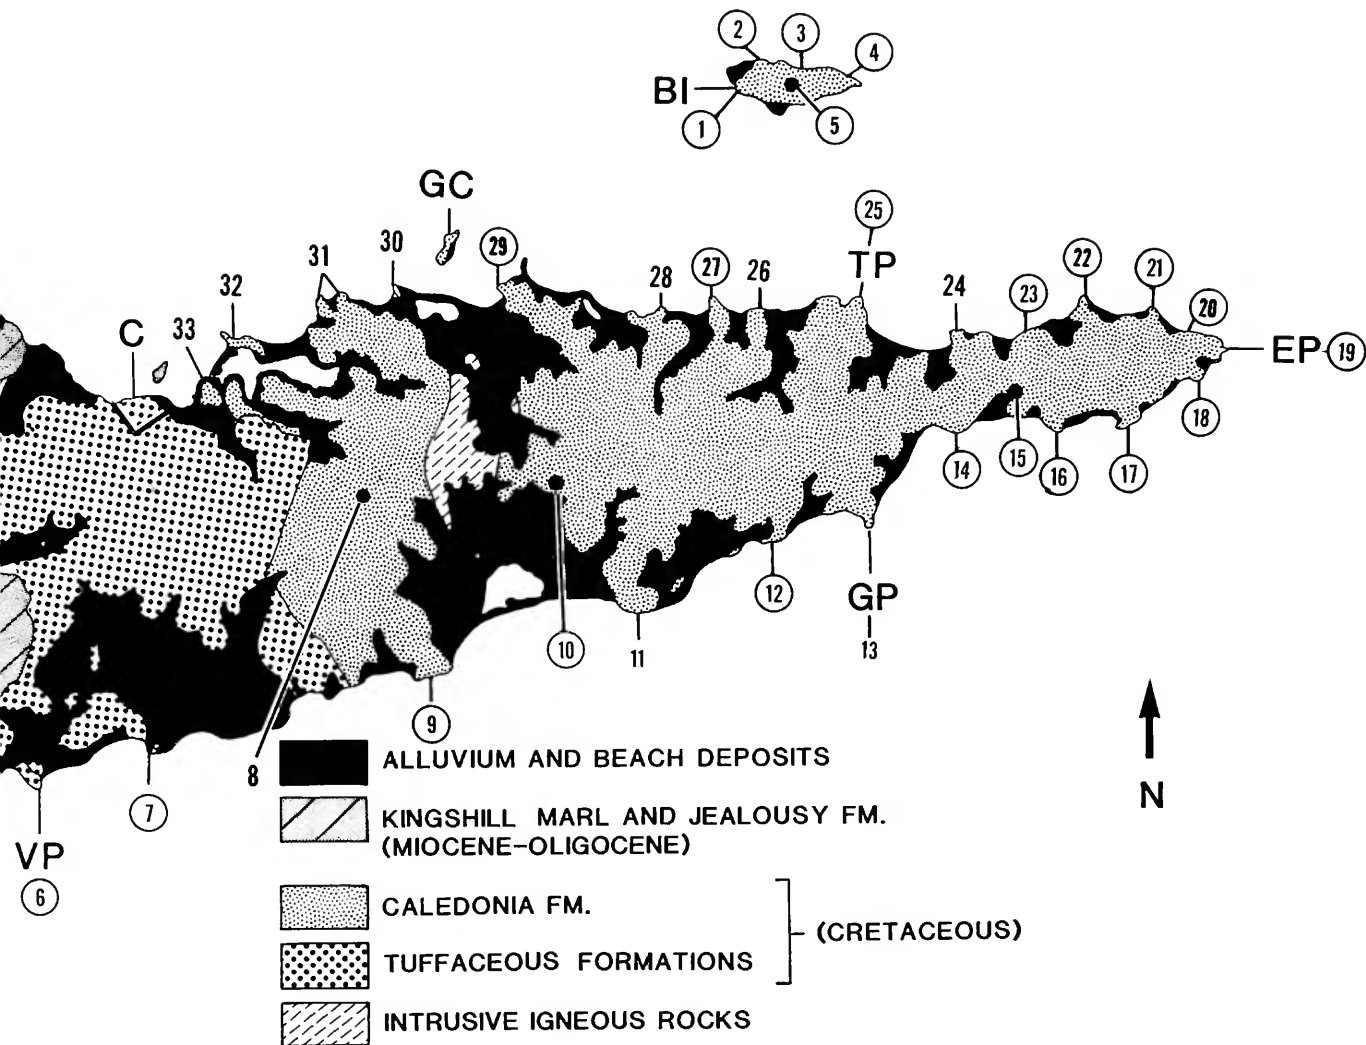 2 3 4
BI
1 5
GC
25
TP
31 30 29 28 27 26 24 23 22 21 20
32
33 C
EP 19
18
17
16
15
14
13
GP
12
11
10
9
8
7
VP
6
N
ALLUVIUM AND BEACH DEPOSITS
KINGSHILL MARL AND JEALOUSY FM.
(MIOCENE-OLIGOCENE)
CALEDONIA FM.
(CRETACEOUS)
TUFFACEOUS FORMATIONS
INTRUSIVE IGNEOUS ROCKS